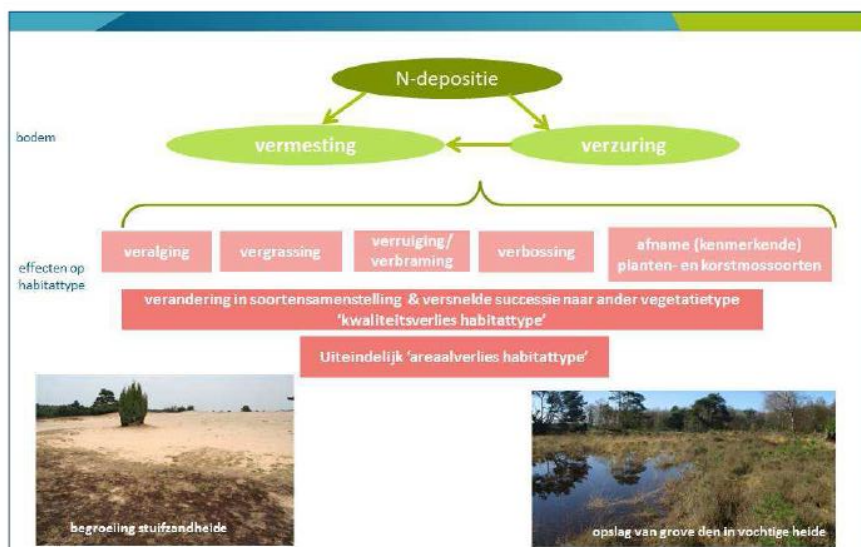 N-depositie
bodem
vermesting
verzuring
effecten op
habitattype
veralging
vergrassing
verruiging/
verbraming
verbossing
afname (kenmerkende)
planten- en korstmossoorten
verandering in soortensamenstelling & versnelde successie naar ander vegetatietype
'kwaliteitsverlies habitattype'
Uiteindelijk 'areaalverlies habitattype'
begroeiing stuifzandheide
opslag van grove den in vochtige heide